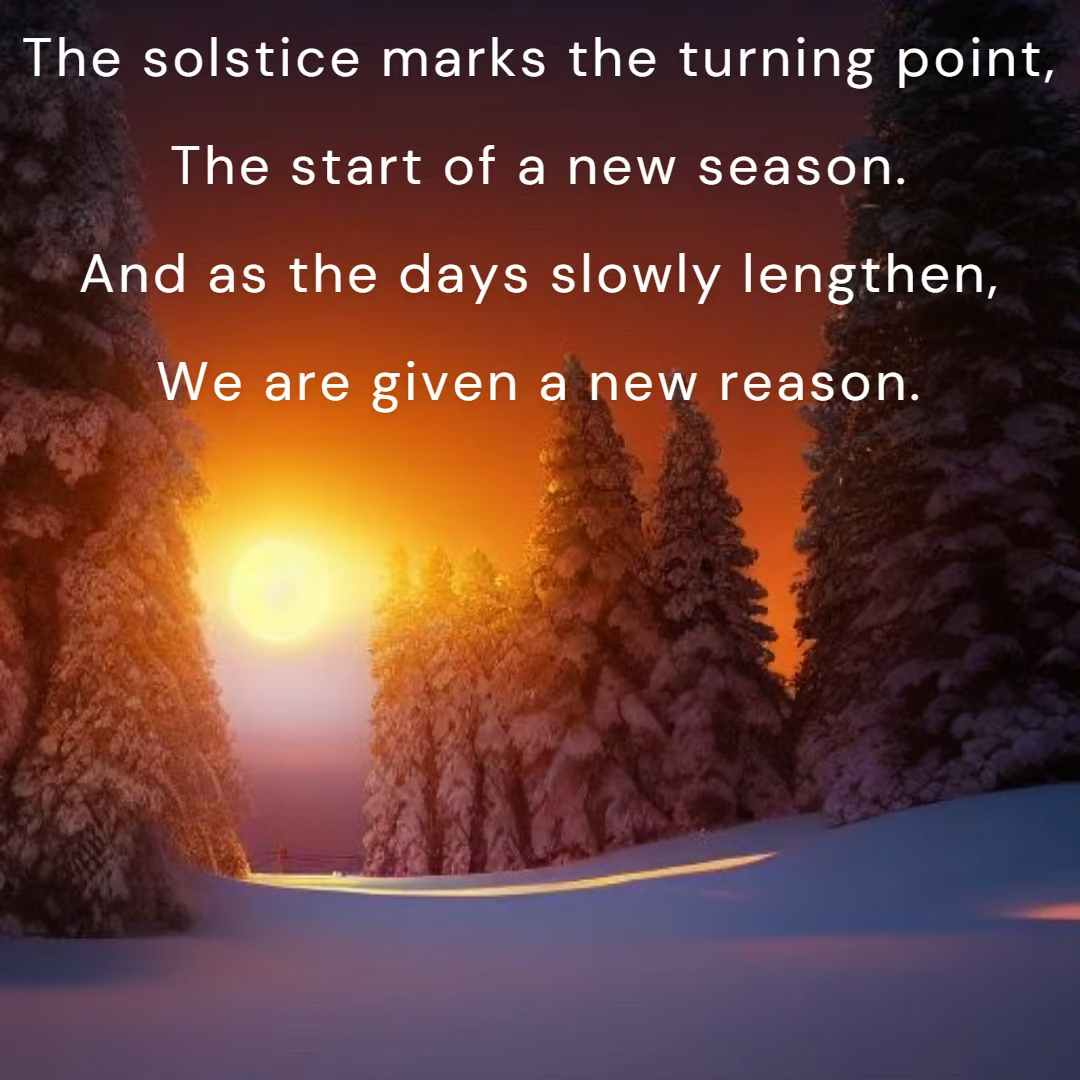 The solstice marks the turning point,
The start of a new season.
And as the days slowly lengthen,
We are given a new reason.